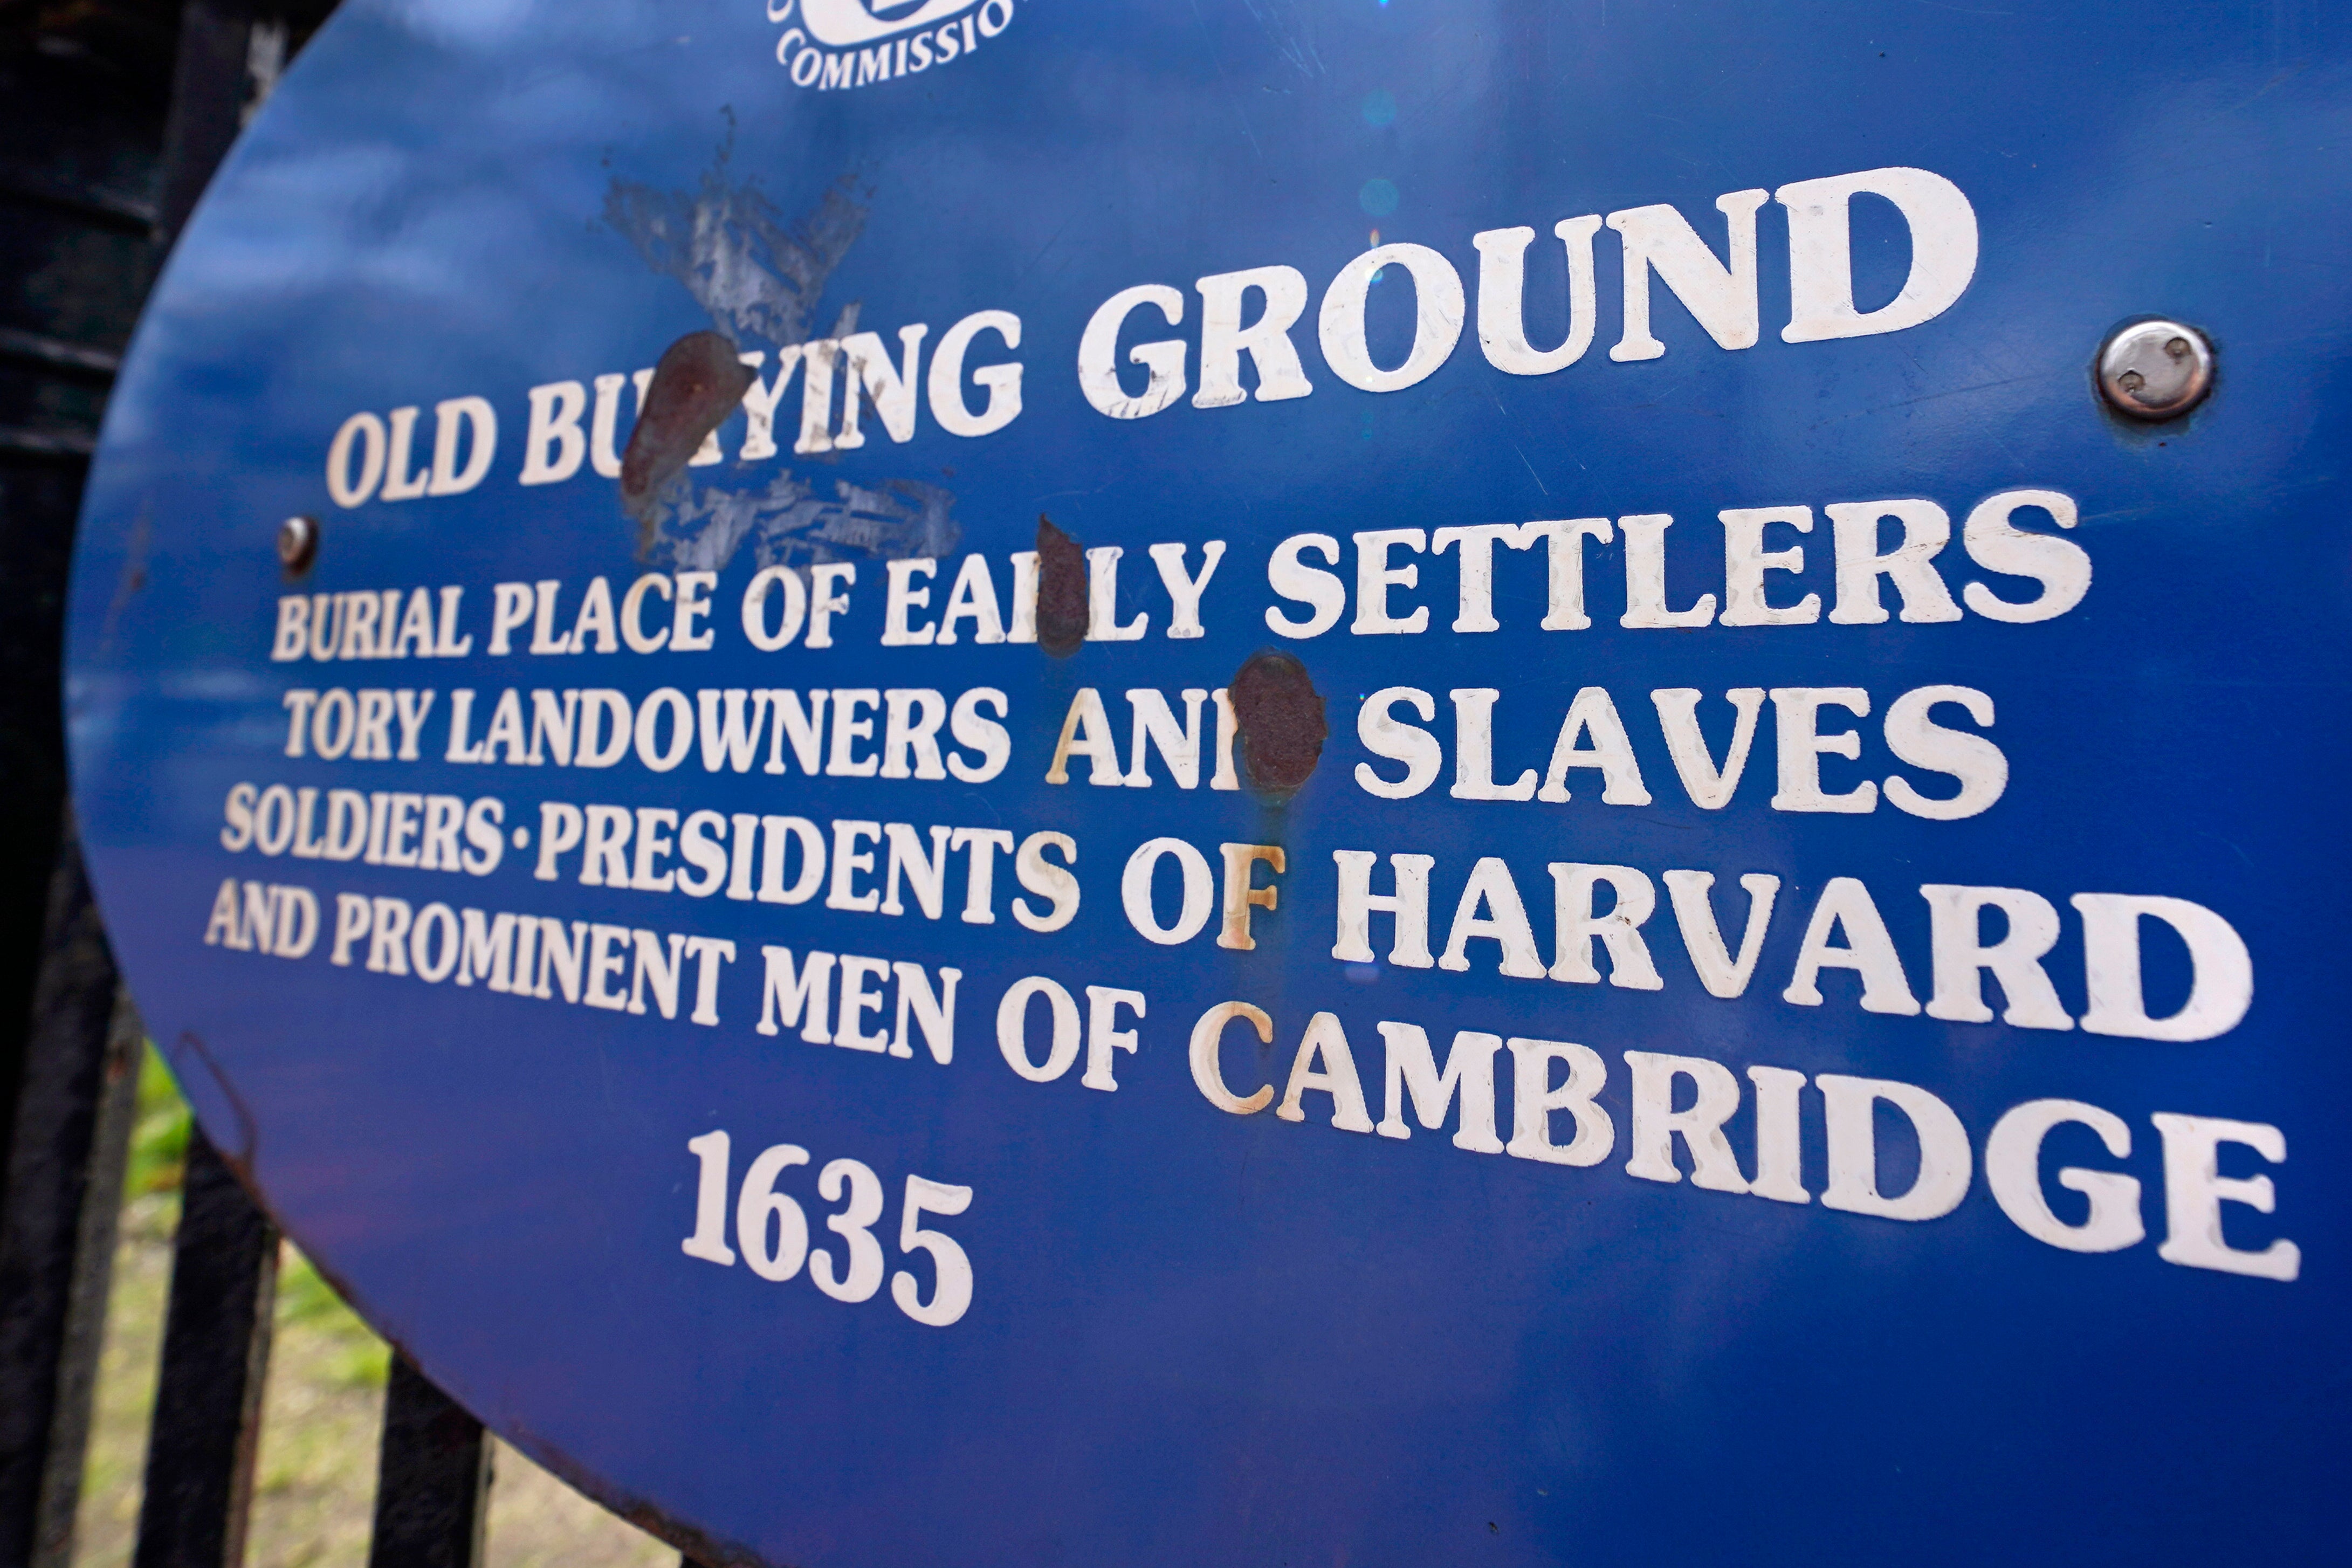 COMMISSION
OLD BURYING GROUND
BURIAL PLACE OF EARLY SETTLERS
TORY LANDOWNERS AND SLAVES
SOLDIERS·PRESIDENTS OF HARVARD
AND PROMINENT MEN OF CAMBRIDGE
1635